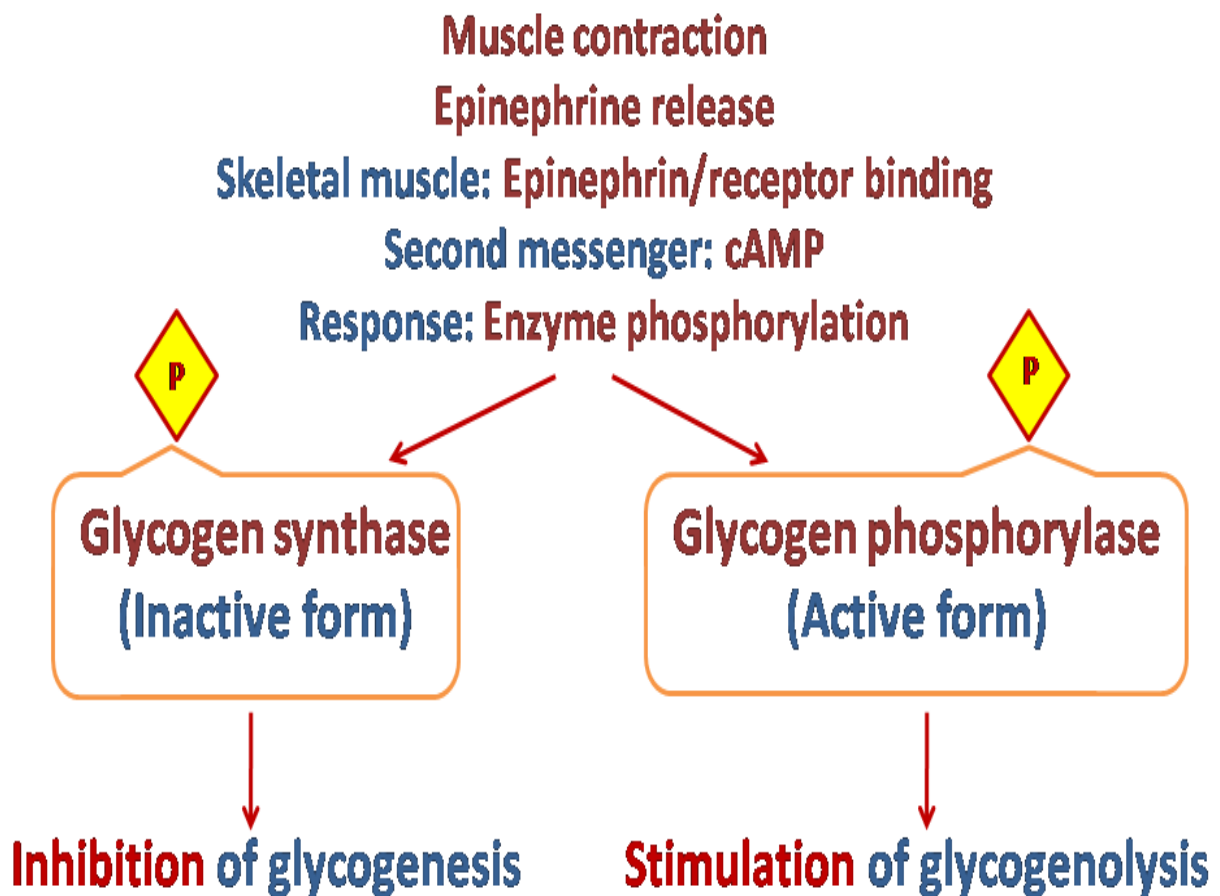 Muscle contraction
Epinephrine release
Skeletal muscle: Epinephrin/receptor binding
Second messenger: cAMP
Response: Enzyme phosphorylation
P
P
Glycogen synthase
(Inactive form)
Glycogen phosphorylase
(Active form)
Inhibition of glycogenesis
Stimulation of glycogenolysis